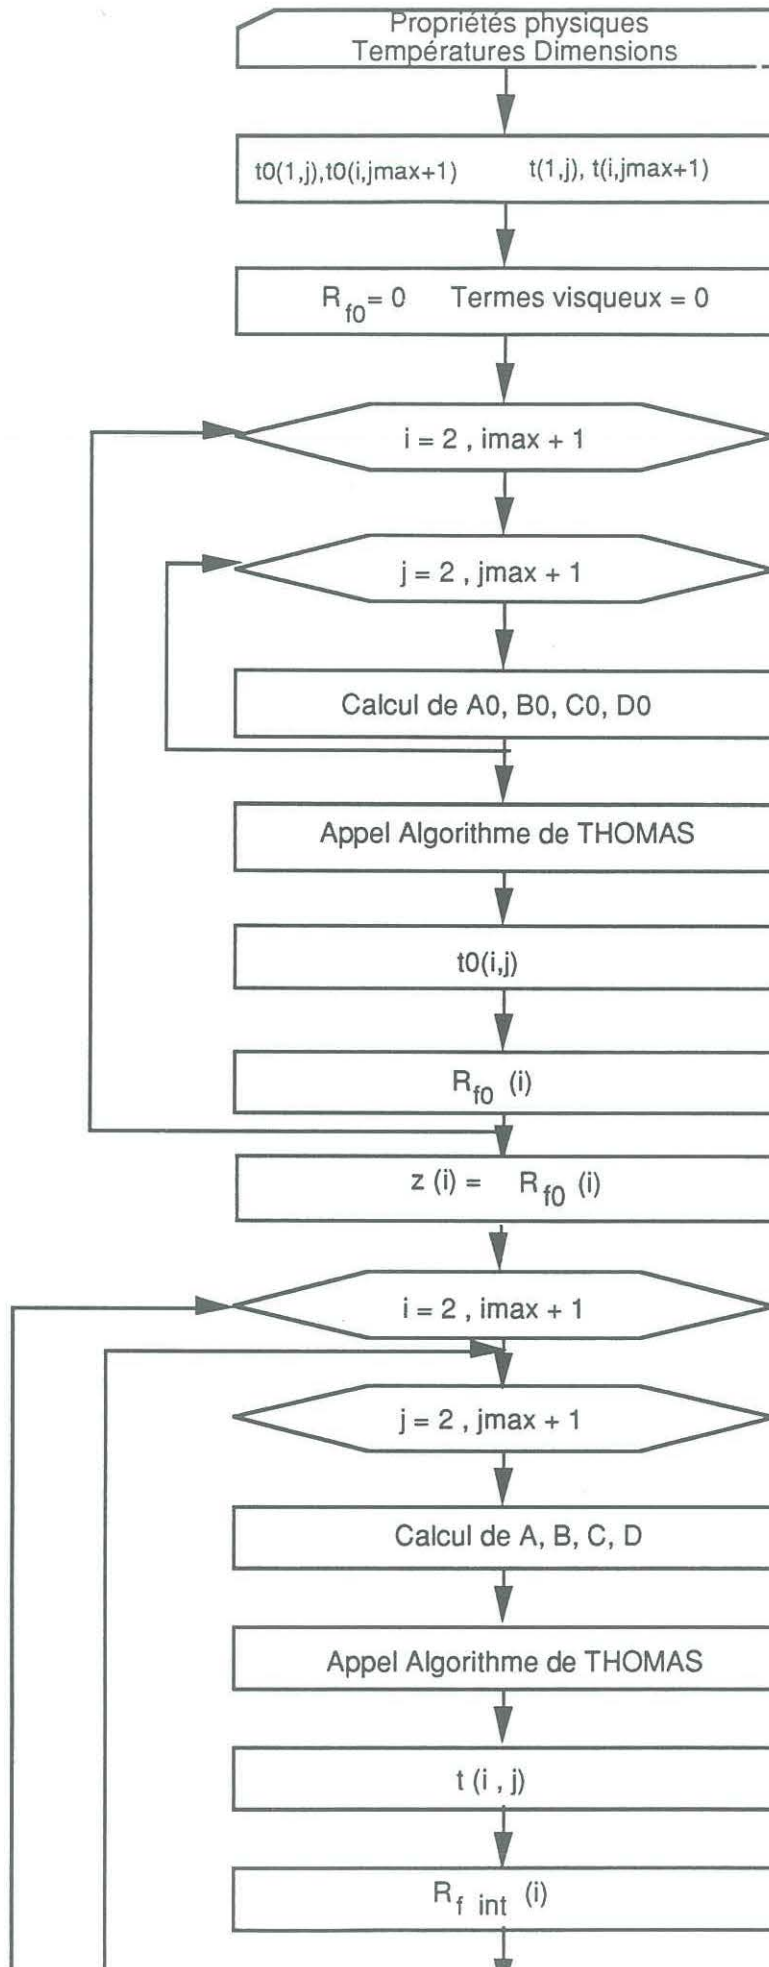 Propriétés physiques
Températures Dimensions
t0(1,j),t0(i,jmax+1) t(1,j), t(i,jmax+1)
R f0 = 0 Termes visqueux = 0
i = 2 , imax + 1
j = 2 , jmax + 1
Calcul de A0, B0, C0, D0
Appel Algorithme de THOMAS
t0(i,j)
R f0 (i)
z (i) = R f0 (i)
i = 2 , imax + 1
j = 2 , jmax + 1
Calcul de A, B, C, D
Appel Algorithme de THOMAS
t (i , j)
R f int (i)